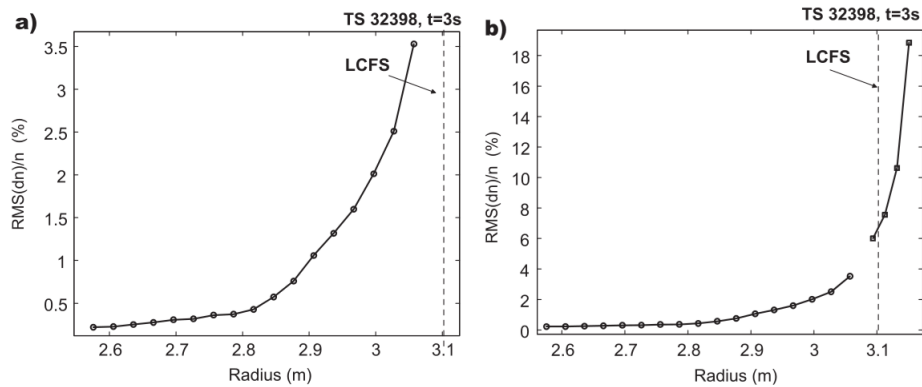 a)
TS 32398, t=3s
3.5
3
2.5
2
1.5
1
0.5
RMS(dn)/n (%)
LCFS
2.6 2.7 2.8 2.9 3 3.1
Radius (m)
b)
TS 32398, t=3s
18
16
14
12
10
8
6
4
2
0
RMS(dn)/n (%)
LCFS
2.6 2.7 2.8 2.9 3 3.1
Radius (m)